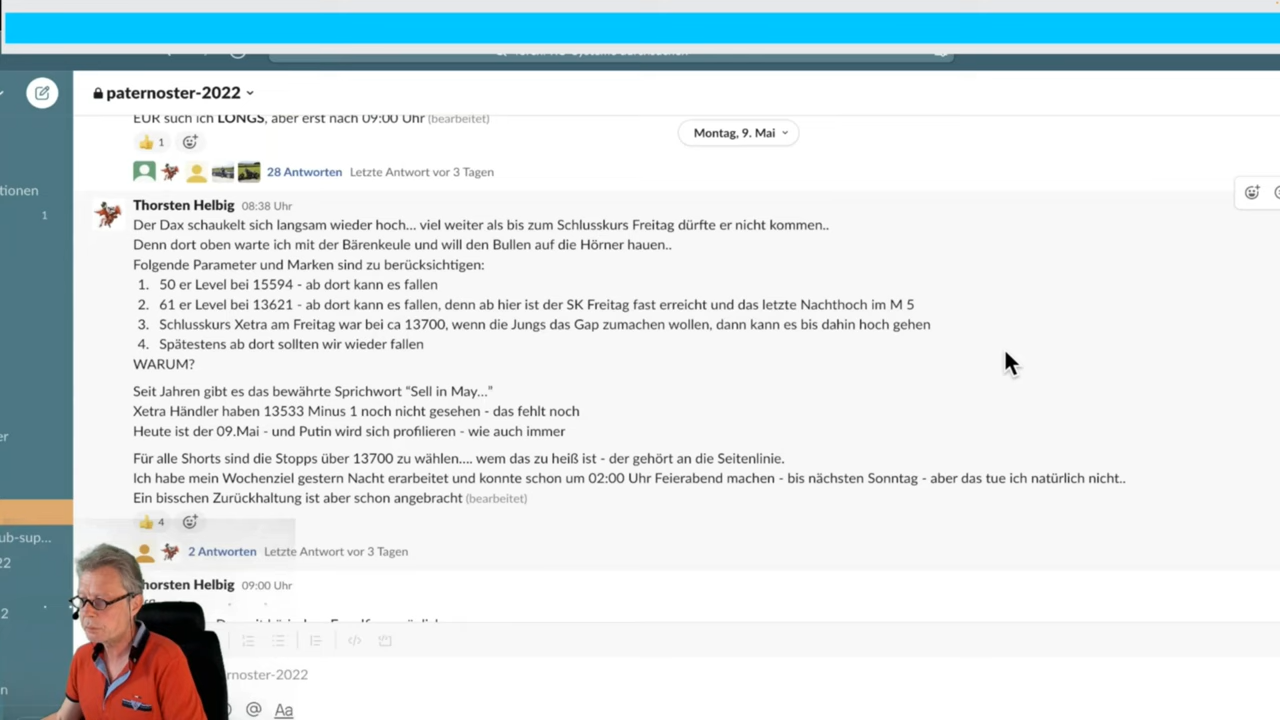 paternoster-2022
EUR such ich LONGS, aber erst nach 09:00 Uhr (bearbeitet)
Montag, 9. Mai
1
28 Antworten Letzte Antwort vor 3 Tagen
tionen
1
Thorsten Helbig 08:38 Uhr
Der Dax schaukelt sich langsam wieder hoch... viel weiter als bis zum Schlusskurs Freitag dürfte er nicht kommen..
Denn dort oben warte ich mit der Bärenkeule und will den Bullen auf die Hörner hauen..
Folgende Parameter und Marken sind zu berücksichtigen:
1. 50 er Level bei 15594 - ab dort kann es fallen
2. 61 er Level bei 13621 - ab dort kann es fallen, denn ab hier ist der SK Freitag fast erreicht und das letzte Nachthoch im M 5
3. Schlusskurs Xetra am Freitag war bei ca 13700, wenn die Jungs das Gap zumachen wollen, dann kann es bis dahin hoch gehen
4. Spätestens ab dort sollten wir wieder fallen
WARUM?
Seit Jahren gibt es das bewährte Sprichwort “Sell in May...”
Xetra Händler haben 13533 Minus 1 noch nicht gesehen - das fehlt noch
Heute ist der 09.Mai - und Putin wird sich profilieren - wie auch immer
er
Für alle Shorts sind die Stopps über 13700 zu wählen.... wem das zu heiß ist - der gehört an die Seitenlinie.
Ich habe mein Wochenziel gestern Nacht erarbeitet und konnte schon um 02:00 Uhr Feierabend machen - bis nächsten Sonntag - aber das tue ich natürlich nicht..
Ein bisschen Zurückhaltung ist aber schon angebracht (bearbeitet)
4
ub-sup...
2 Antworten Letzte Antwort vor 3 Tagen
22
horsten Helbig 09:00 Uhr
2
rnoster-2022
n
@ Aa